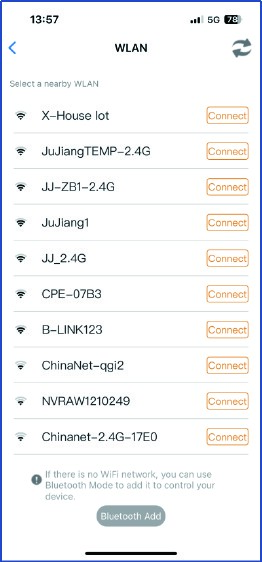 13:57 5G 78
WLAN
Select a nearby WLAN
X-House Iot Connect
JuJiangTEMP-2.4G Connect
JJ-ZB1-2.4G Connect
JuJiang1 Connect
JJ_2.4G Connect
CPE-07B3 Connect
B-LINK123 Connect
ChinaNet-qgi2 Connect
NVRAW1210249 Connect
Chinanet-2.4G-17E0 Connect
If there is no WiFi network, you can use
Bluetooth Mode to add it to control your
device.
Bluetooth Add